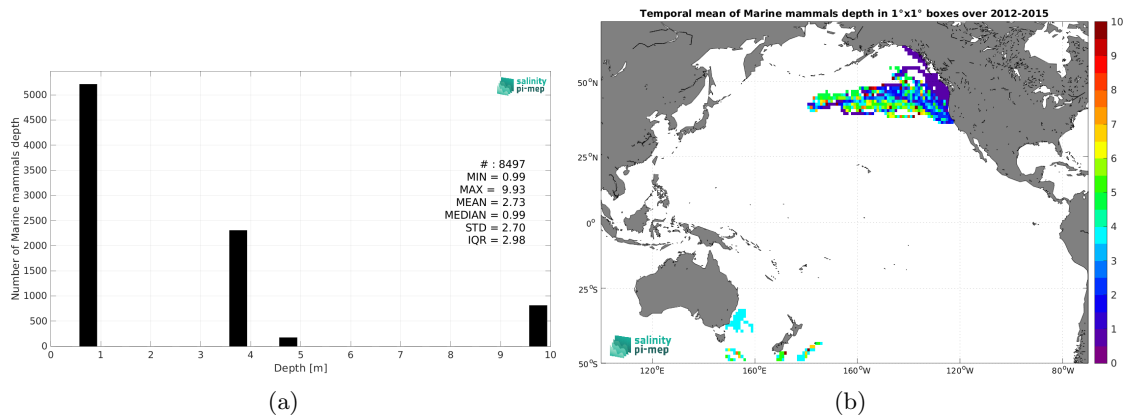 Temporal mean of Marine mammals depth in 1°x1° boxes over 2012-2015
salinity
pi-mep
Number of Marine mammals depth
5000
4500
4000
3500
3000
2500
2000
1500
1000
500
0
# : 8497
MIN = 0.99
MAX = 9.93
MEAN = 2.73
MEDIAN = 0.99
STD = 2.70
IQR = 2.98
0 1 2 3 4 5 6 7 8 9 10
Depth [m]
(a)
50°N
25°N
0°
25°S
50°S
salinity
pi-mep
120°E 160°E 160°W 120°W 80°W
10
9
8
7
6
5
4
3
2
1
0
(b)